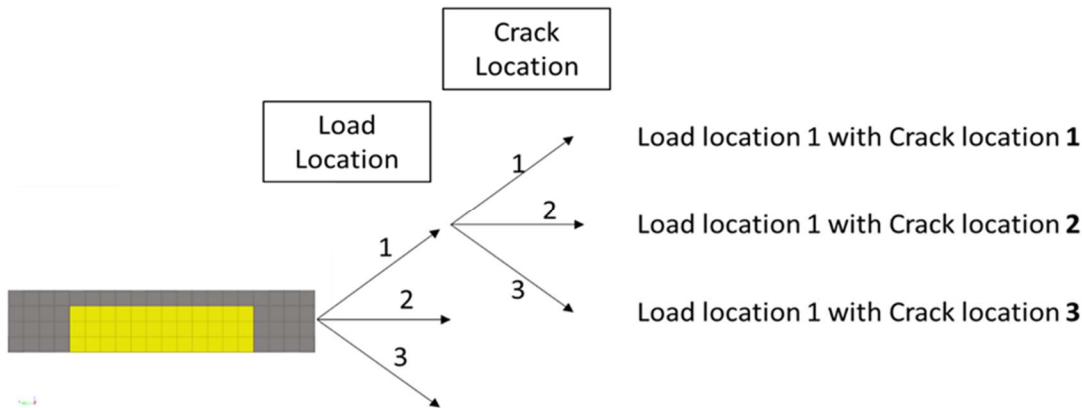 Crack
Location
Load
Location
1
Load location 1 with Crack location 1
2
Load location 1 with Crack location 2
1
3
Load location 1 with Crack location 3
2
3